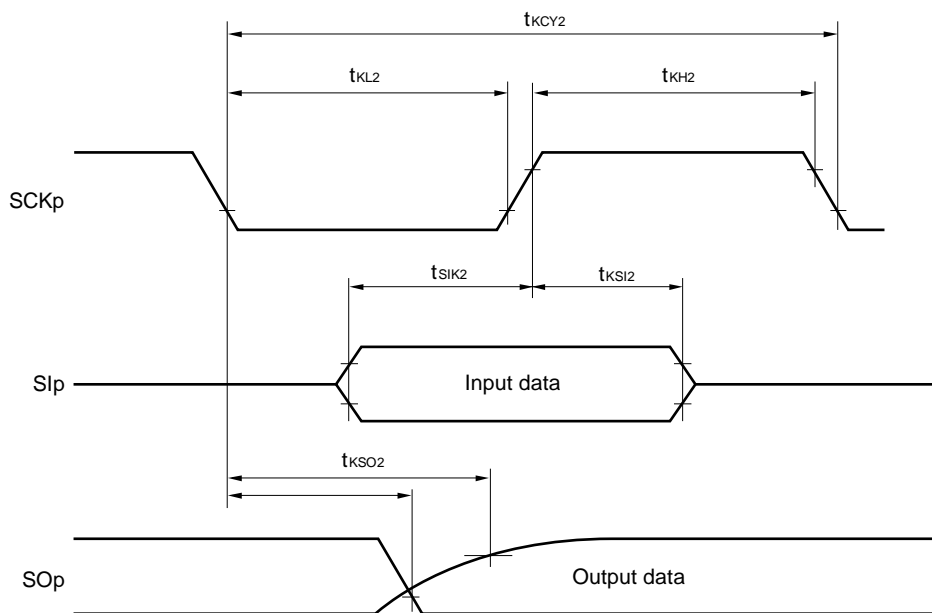 tKCY2
tKL2
tKH2
SCKp
tSIK2
tKSI2
SIp
Input data
tKSO2
SOp
Output data